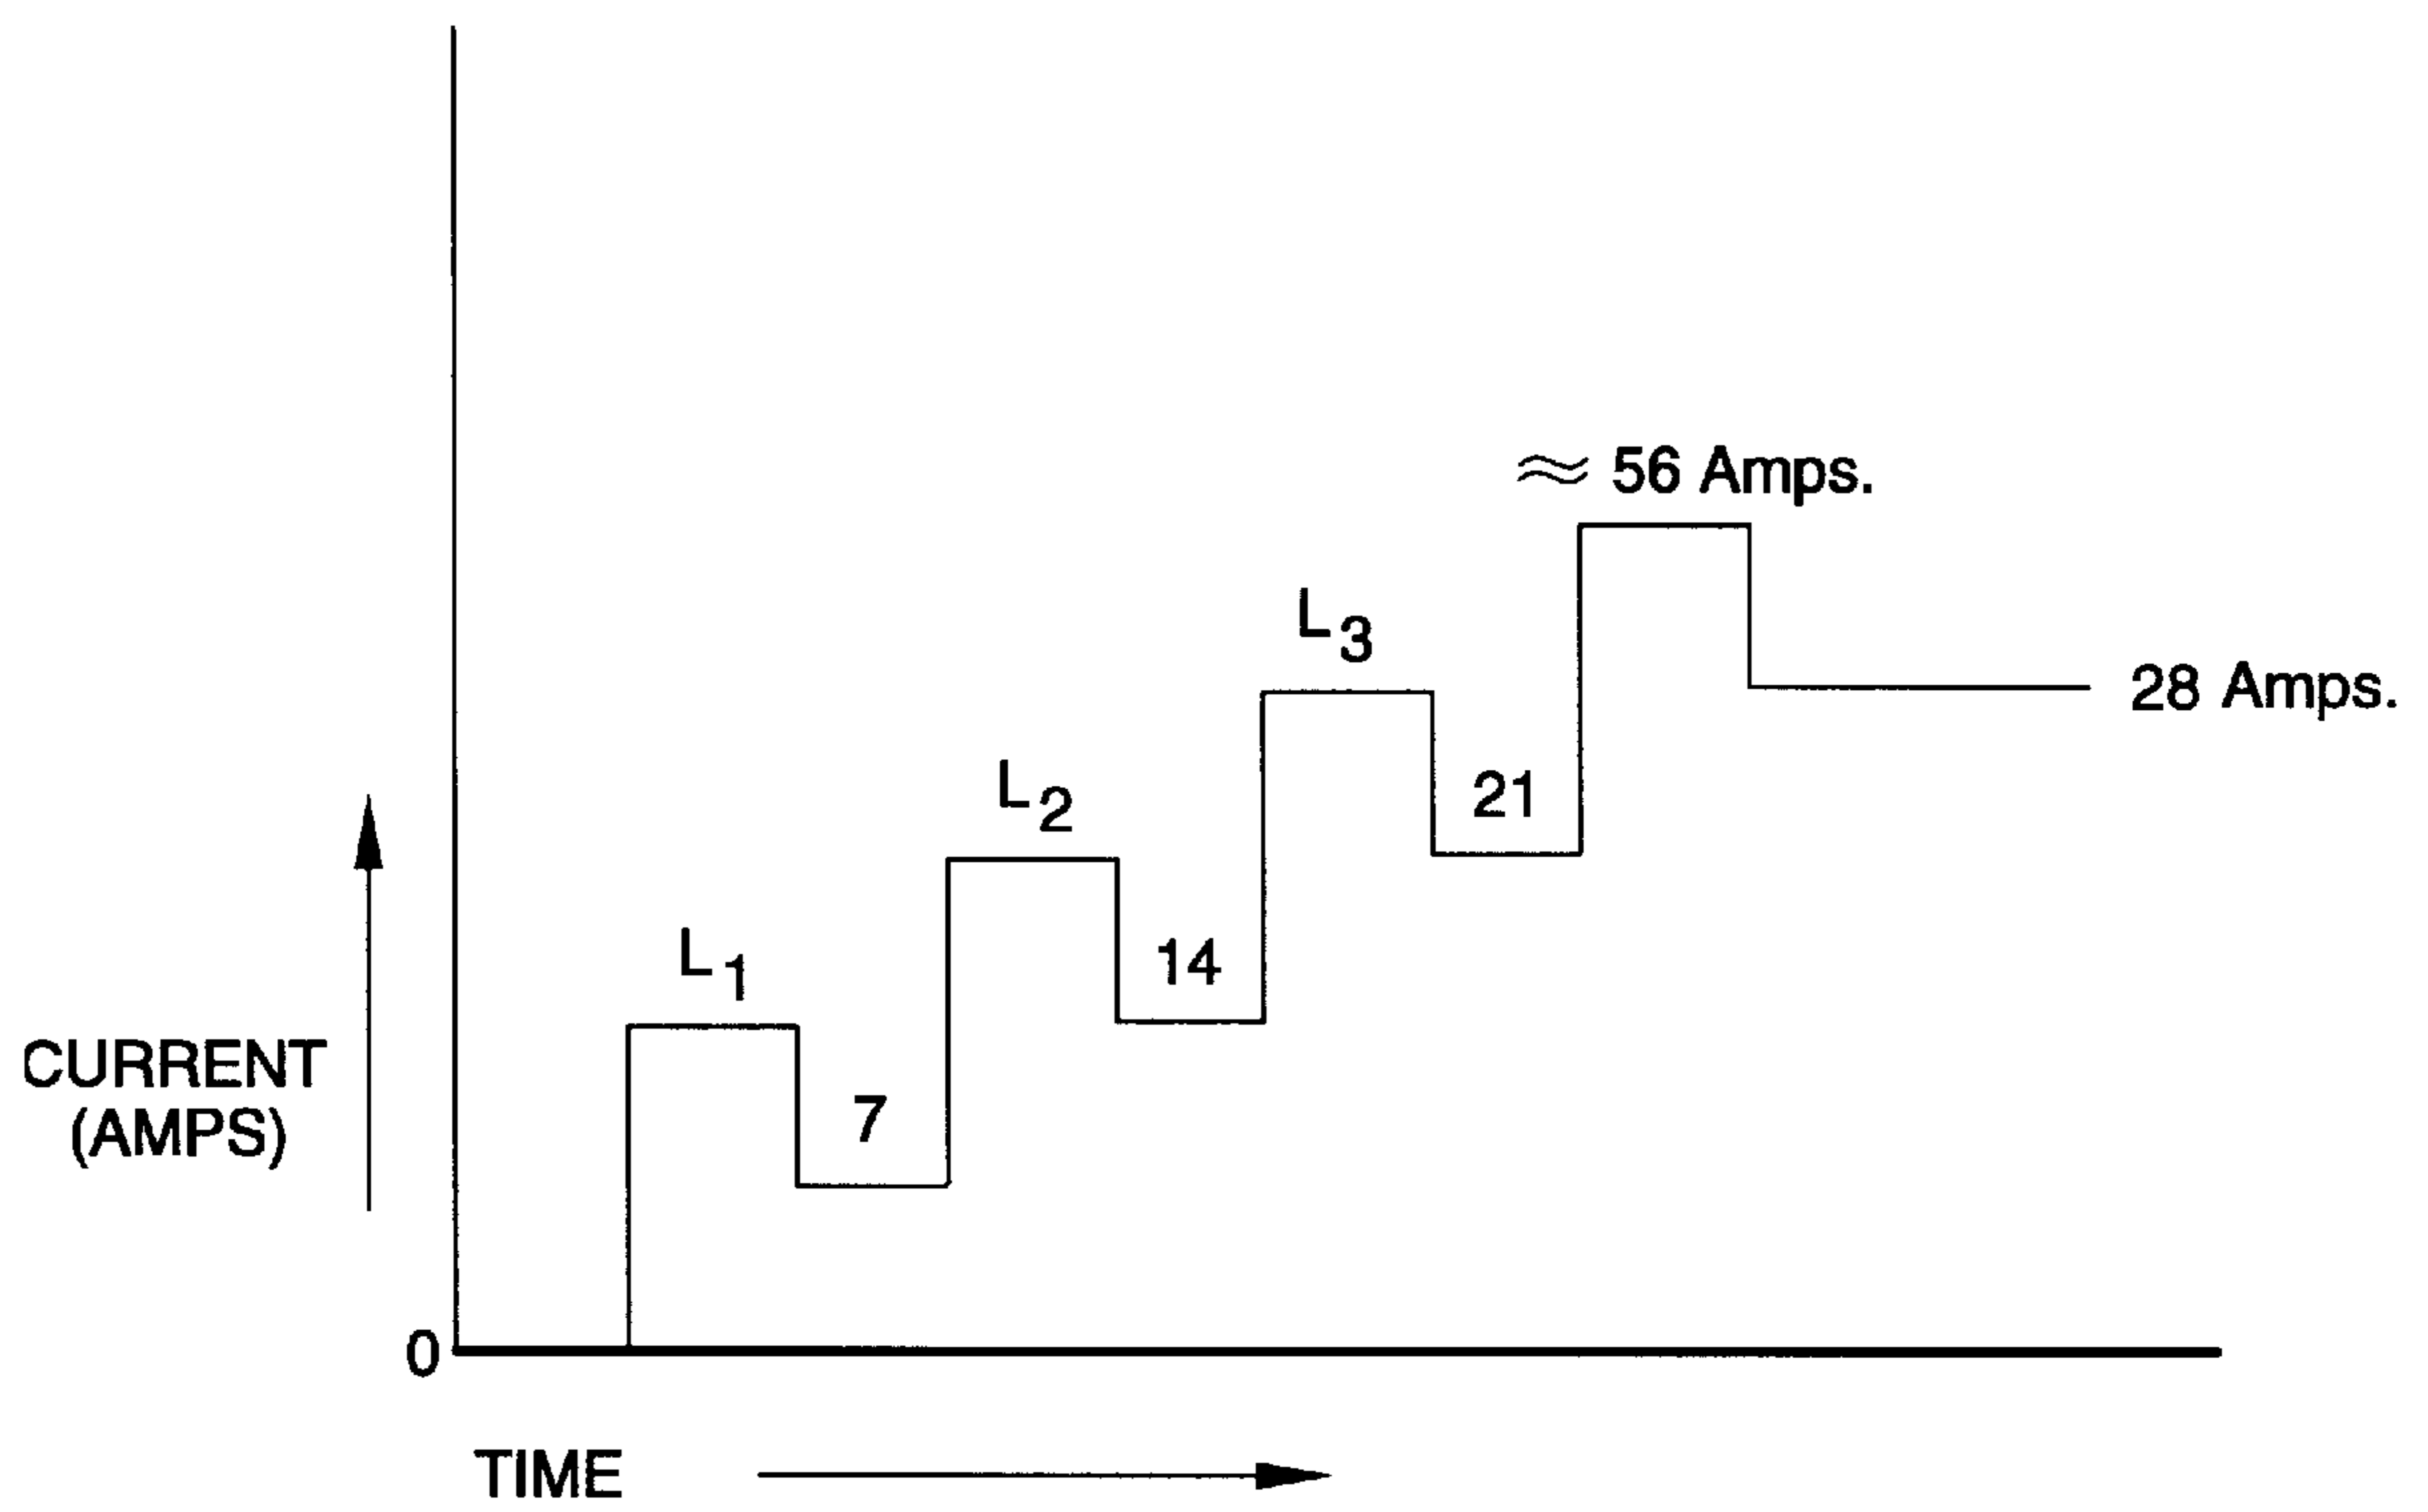 ≈ 56 Amps.
L3
28 Amps.
L2
21
L1
14
CURRENT
(AMPS)
7
0
TIME